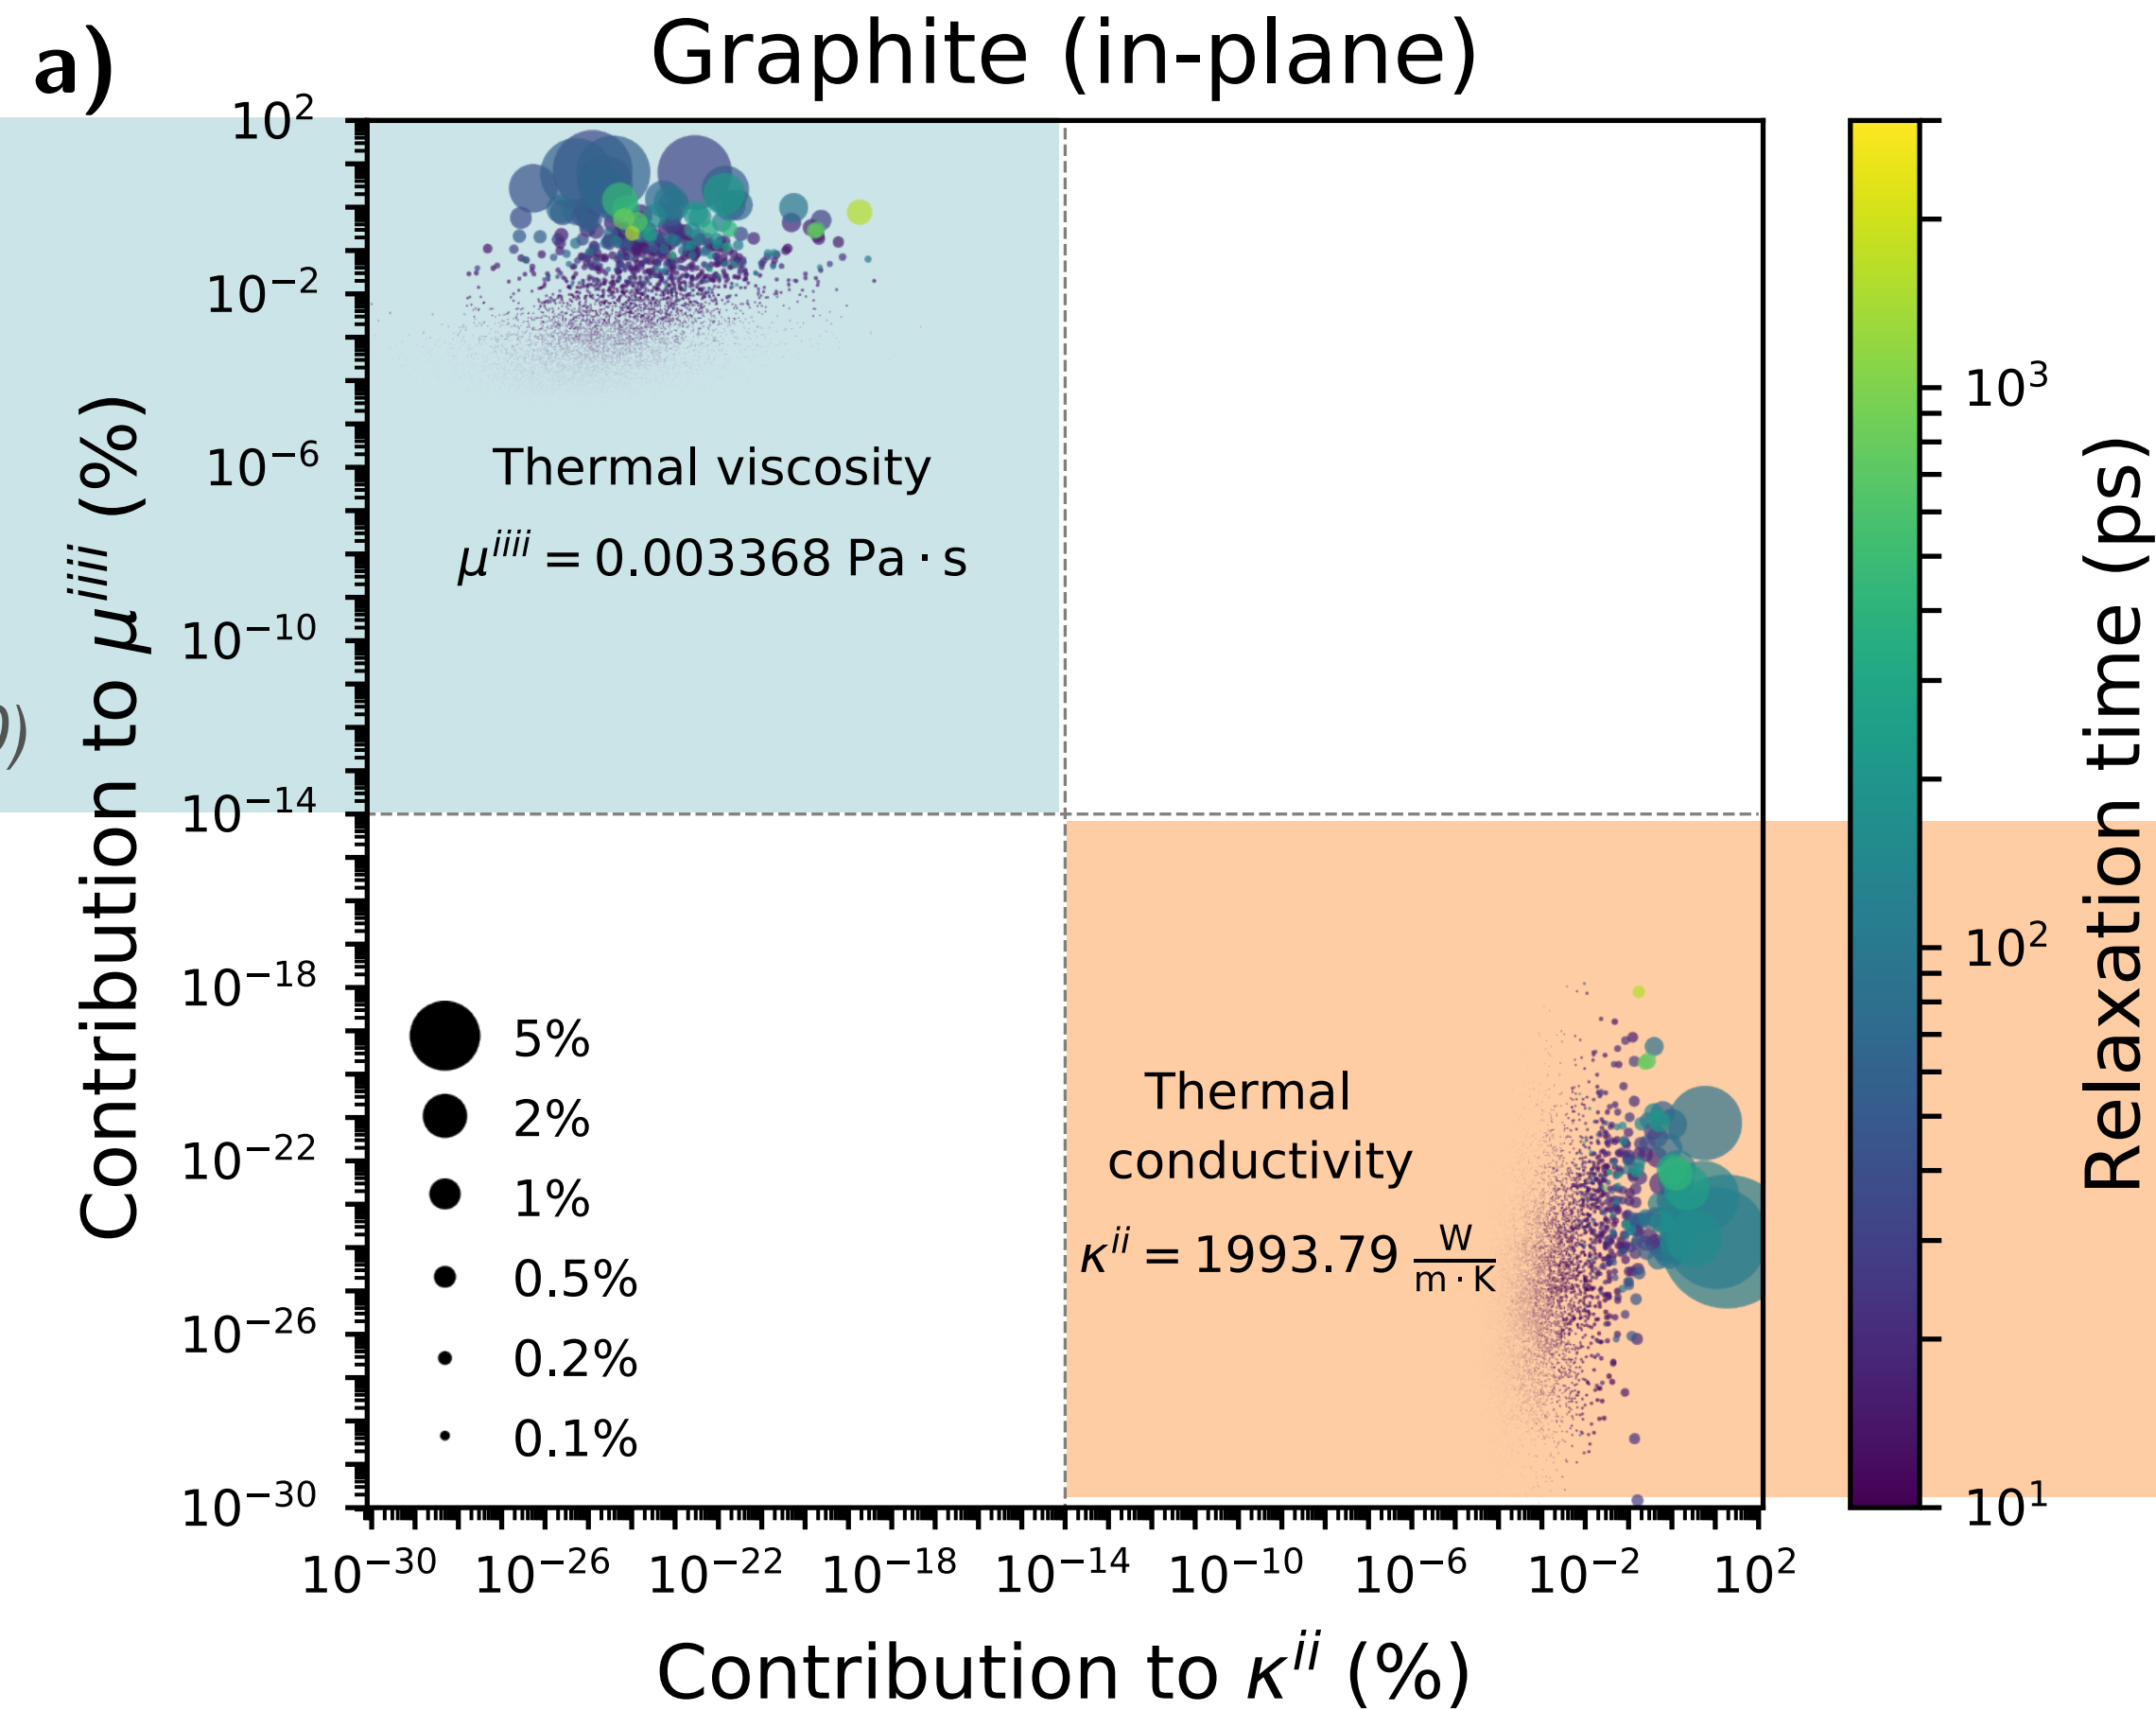 a)
Graphite (in-plane)
Contribution to μ^{iiii} (%)
10^2
10^{−2}
10^{−6}
10^{−10}
10^{−14}
10^{−18}
10^{−22}
10^{−26}
10^{−30}
Thermal viscosity
μ^{iiii} = 0.003368 Pa · s
5%
2%
1%
0.5%
0.2%
0.1%
Thermal
conductivity
κ^{ii} = 1993.79 W/(m · K)
10^{−30}
10^{−26}
10^{−22}
10^{−18}
10^{−14}
10^{−10}
10^{−6}
10^{−2}
10^2
Contribution to κ^{ii} (%)
10^3
10^2
10^1
Relaxation time (ps)